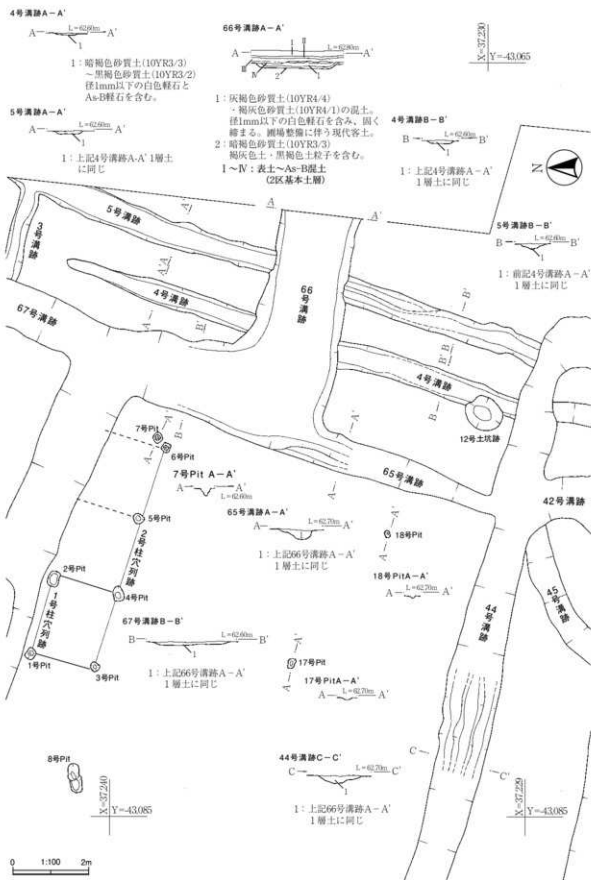 4号溝跡A-A'
A L=62.60m A'
1
1：暗褐色砂質土(10YR3/3)
～黒褐色砂質土(10YR3/2)
径1mm以下の白色軽石と
As-B軽石を含む。
5号溝跡A-A'
A L=62.60m A'
1
1：上記4号溝跡A-A' 1層土
に同じ
66号溝跡A-A'
I II
A L=62.80m A'
III IV 2 1
1：灰褐色砂質土(10YR4/4)
・褐灰色砂質土(10YR4/1)の混土。
径1mm以下の白色軽石を含み、固く
締まる。圃場整備に伴う現代客土。
2：暗褐色砂質土(10YR3/3)
褐灰色土・黒褐色土粒子を含む。
I～IV：表土～As-B混土
(2区基本土層)
X=37.230
Y=-43.065
4号溝跡B-B'
B L=62.60m B'
1
1：上記4号溝跡A-A'
1層土に同じ
N
5号溝跡B-B'
B L=62.60m B'
1
1：前記4号溝跡A-A'
1層土に同じ
3号溝跡
5号溝跡
4号溝跡
67号溝跡
66号溝跡
A A'
A A'
A A'
B B'
B B'
B B'
4号溝跡
12号土坑跡
65号溝跡
42号溝跡
45号溝跡
44号溝跡
7号Pit
6号Pit
5号Pit
4号Pit
3号Pit
2号Pit
1号Pit
2号柱穴列跡
1号柱穴列跡
8号Pit
7号Pit A-A'
A A'
L=62.60m
65号溝跡A-A'
A L=62.70m A'
1
1：上記66号溝跡A-A'
1層土に同じ
18号Pit
18号PitA-A'
A L=62.70m A'
67号溝跡B-B'
B L=62.60m B'
1
1：上記66号溝跡A-A'
1層土に同じ
17号Pit
17号PitA-A'
A L=62.70m A'
44号溝跡C-C'
C L=62.70m C'
1
1：上記66号溝跡A-A'
1層土に同じ
C C'
X=37.240
Y=-43.085
X=37.229
Y=-43.085
0 1:100 2m